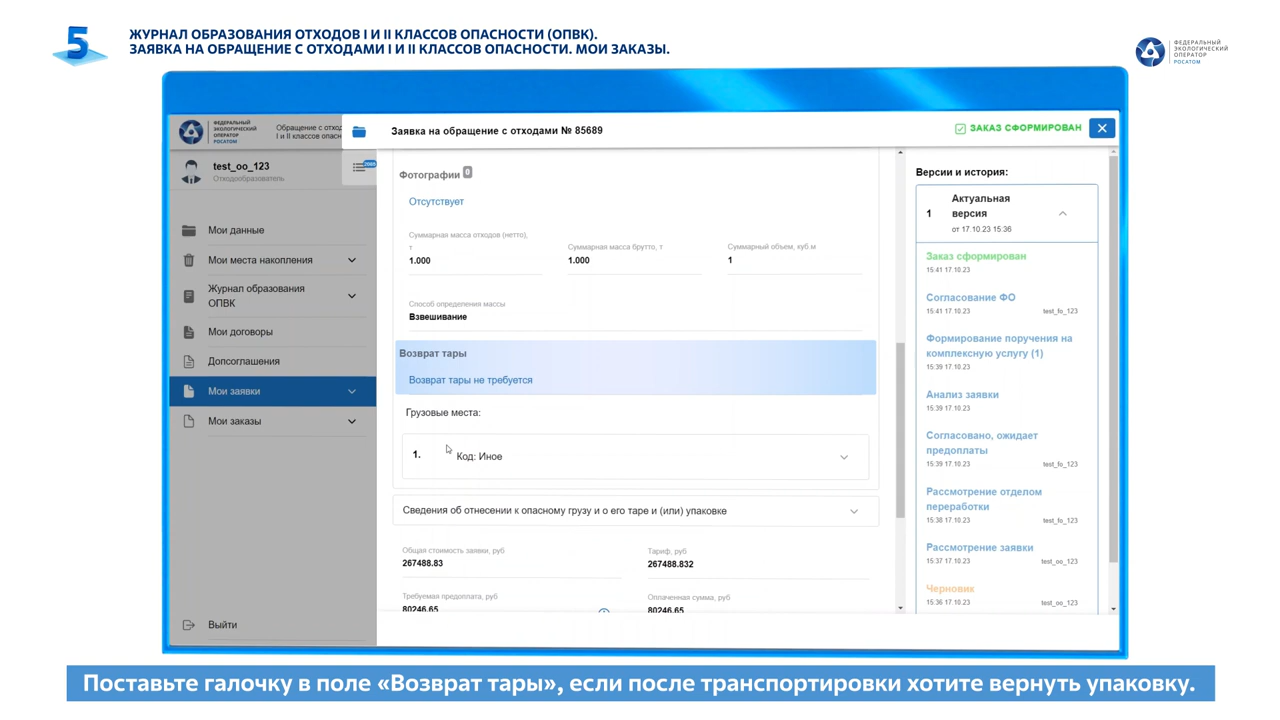 5
ЖУРНАЛ ОБРАЗОВАНИЯ ОТХОДОВ I И II КЛАССОВ ОПАСНОСТИ (ОПВК).
ЗАЯВКА НА ОБРАЩЕНИЕ С ОТХОДАМИ I И II КЛАССОВ ОПАСНОСТИ. МОИ ЗАКАЗЫ.
ФЕДЕРАЛЬНЫЙ
ЭКОЛОГИЧЕСКИЙ
ОПЕРАТОР
РОСАТОМ
ФЕДЕРАЛЬНЫЙ
ЭКОЛОГИЧЕСКИЙ
ОПЕРАТОР
РОСАТОМ
Обращение с отход
I и II классов опасн
test_oo_123
Отходообразователь
Мои данные
Мои места накопления
Журнал образования
ОПВК
Мои договоры
Допсоглашения
Мои заявки
Мои заказы
Выйти
Заявка на обращение с отходами № 85689
ЗАКАЗ СФОРМИРОВАН
Фотографии 0
Отсутствует
Суммарная масса отходов (нетто),
т
1.000
Суммарная масса брутто, т
1.000
Суммарный объем, куб.м
1
Способ определения массы
Взвешивание
Возврат тары
Возврат тары не требуется
Грузовые места:
1. Код: Иное
Сведения об отнесении к опасному грузу и о его таре и (или) упаковке
Общая стоимость заявки, руб
267488.83
Тариф, руб
267488.832
Требуемая предоплата, руб
80246.65
Оплаченная сумма, руб
80246.65
Версии и история:
1 Актуальная
версия
от 17.10.23 15:36
Заказ сформирован
15:41 17.10.23
Согласование ФО
15:41 17.10.23 test_fo_123
Формирование поручения на
комплексную услугу (1)
15:39 17.10.23
Анализ заявки
15:39 17.10.23
Согласовано, ожидает
предоплаты
15:39 17.10.23 test_fo_123
Рассмотрение отделом
переработки
15:38 17.10.23 test_fo_123
Рассмотрение заявки
15:37 17.10.23 test_oo_123
Черновик
15:36 17.10.23 test_oo_123
Поставьте галочку в поле «Возврат тары», если после транспортировки хотите вернуть упаковку.